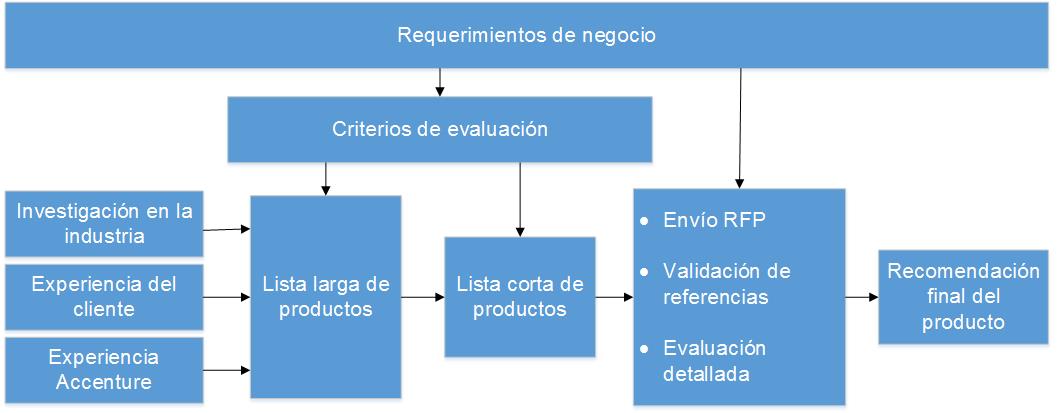 Requerimientos de negocio
Criterios de evaluación
Investigación en la
industria
Experiencia del
cliente
Experiencia
Accenture
Lista larga de
productos
Lista corta de
productos
• Envío RFP
• Validación de
referencias
• Evaluación
detallada
Recomendación
final del
producto